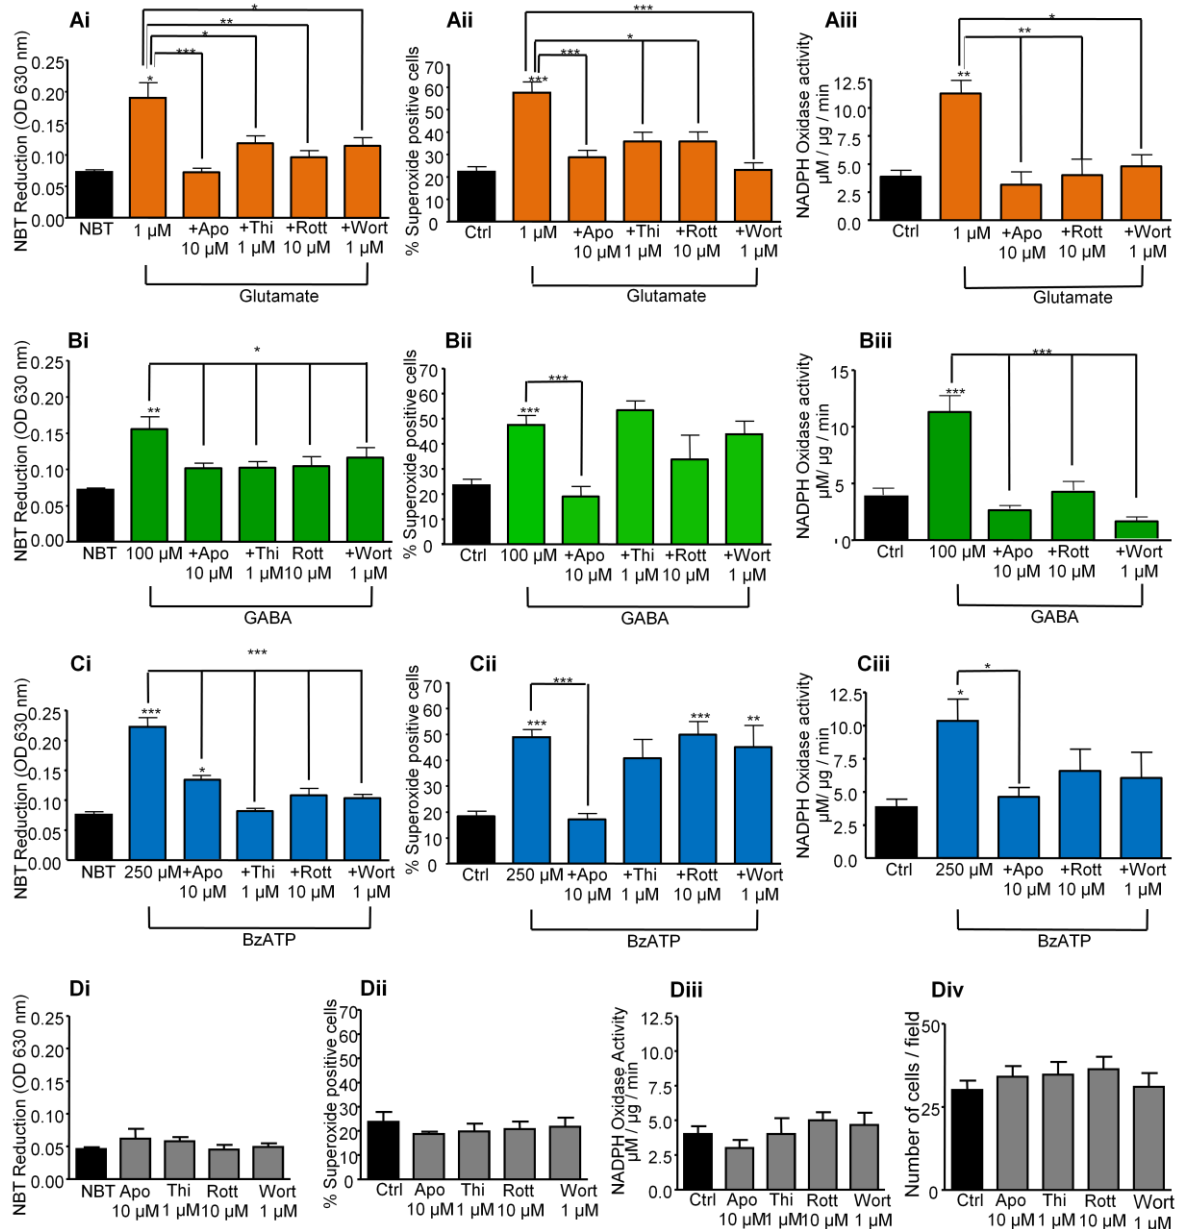 Ai
NBT Reduction (OD 630 nm)
0.25
0.20
0.15
0.10
0.05
0.00
*
**
*
***
*
NBT
1 µM
+Apo
10 µM
+Thi
1 µM
+Rott
10 µM
+Wort
1 µM
Glutamate
Aii
% Superoxide positive cells
70
60
50
40
30
20
10
0
***
*
***
***
Ctrl
1 µM
+Apo
10 µM
+Thi
1 µM
+Rott
10 µM
+Wort
1 µM
Glutamate
Aiii
NADPH Oxidase activity
µM / µg / min
12.5
10.0
7.5
5.0
2.5
0.0
*
**
**
Ctrl
1 µM
+Apo
10 µM
+Rott
10 µM
+Wort
1 µM
Glutamate
Bi
NBT Reduction (OD 630 nm)
0.25
0.20
0.15
0.10
0.05
0.00
*
**
NBT
100 µM
+Apo
10 µM
+Thi
1 µM
Rott
10 µM
+Wort
1 µM
GABA
Bii
% Superoxide positive cells
70
60
50
40
30
20
10
0
***
***
Ctrl
100 µM
+Apo
10 µM
+Thi
1 µM
+Rott
10 µM
+Wort
1 µM
GABA
Biii
NADPH Oxidase activity
µM/ µg / min
15
10
5
0
***
***
Ctrl
100 µM
+Apo
10 µM
+Rott
10 µM
+Wort
1 µM
GABA
Ci
NBT Reduction (OD 630 nm)
0.25
0.20
0.15
0.10
0.05
0.00
***
***
*
NBT
250 µM
+Apo
10 µM
+Thi
1 µM
+Rott
10 µM
+Wort
1 µM
BzATP
Cii
% Superoxide positive cells
70
60
50
40
30
20
10
0
***
***
***
**
Ctrl
250 µM
+Apo
10 µM
+Thi
1 µM
+Rott
10 µM
+Wort
1 µM
BzATP
Ciii
NADPH Oxidase activity
µM/ µg / min
12.5
10.0
7.5
5.0
2.5
0.0
*
*
Ctrl
250 µM
+Apo
10 µM
+Rott
10 µM
+Wort
1 µM
BzATP
Di
NBT Reduction (OD 630 nm)
0.25
0.20
0.15
0.10
0.05
0.00
NBT
Apo
10 µM
Thi
1 µM
Rott
10 µM
Wort
1 µM
Dii
% Superoxide positive cells
70
60
50
40
30
20
10
0
Ctrl
Apo
10 µM
Thi
1 µM
Rott
10 µM
Wort
1 µM
Diii
NADPH Oxidase Activity
µM / µg / min
12.5
10.0
7.5
5.0
2.5
0.0
Ctrl
Apo
10 µM
Thi
1 µM
Rott
10 µM
Wort
1 µM
Div
Number of cells / field
50
25
0
Ctrl
Apo
10 µM
Thi
1 µM
Rott
10 µM
Wort
1 µM